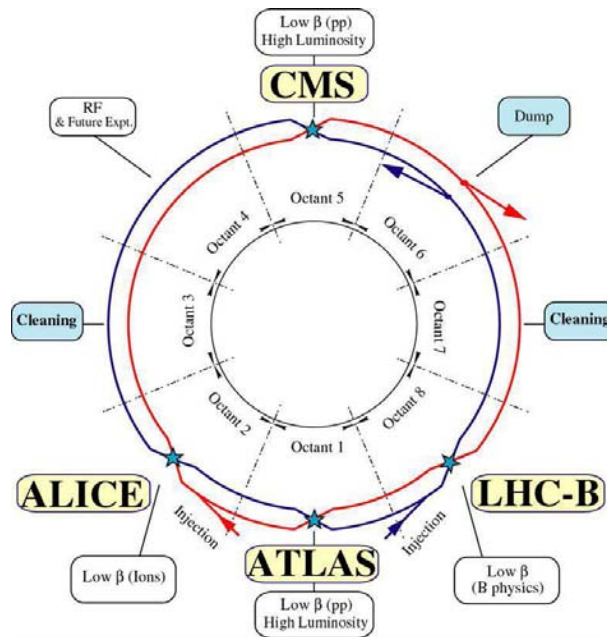 Low β (pp)
High Luminosity
CMS
RF
& Future Expt.
Dump
Octant 5
Octant 4
Octant 6
Cleaning
Octant 3
Octant 7
Cleaning
Octant 2
Octant 8
Octant 1
ALICE
LHC-B
Injection
Injection
ATLAS
Low β (Ions)
Low β
(B physics)
Low β (pp)
High Luminosity